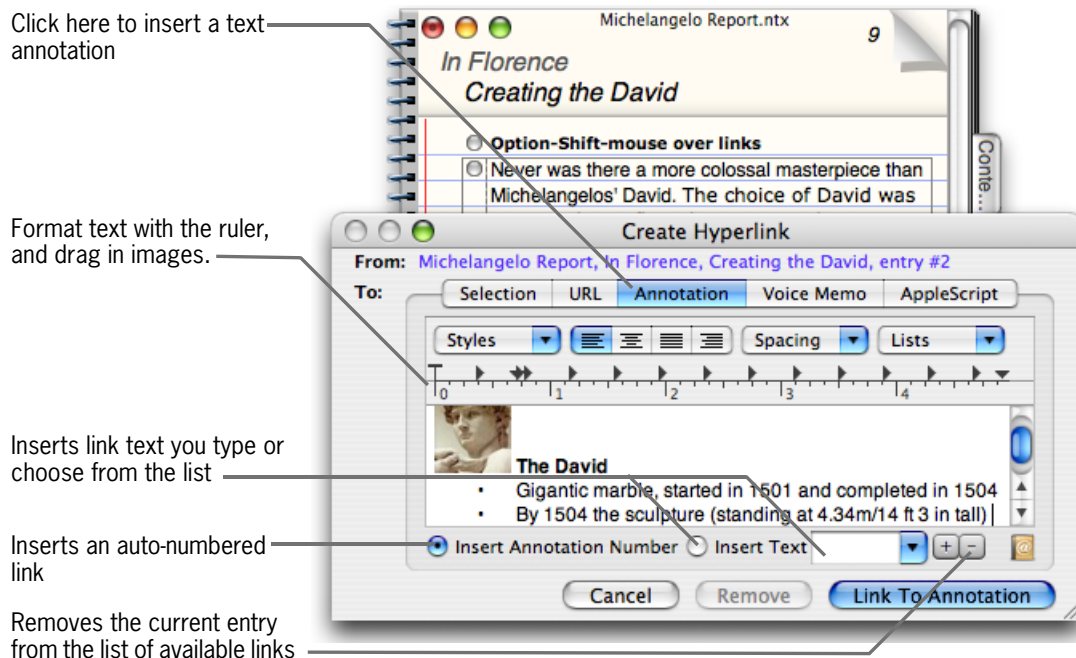 Click here to insert a text
annotation
Michelangelo Report.ntx
9
In Florence
Creating the David
Option-Shift-mouse over links
Never was there a more colossal masterpiece than
Michelangelos' David. The choice of David was
Conte...
Format text with the ruler,
and drag in images.
Create Hyperlink
From: Michelangelo Report, In Florence, Creating the David, entry #2
To: Selection URL Annotation Voice Memo AppleScript
Styles Spacing Lists
0 1 2 3 4
Inserts link text you type or
choose from the list
The David
· Gigantic marble, started in 1501 and completed in 1504
· By 1504 the sculpture (standing at 4.34m/14 ft 3 in tall)
Inserts an auto-numbered
link
Insert Annotation Number Insert Text + - @
Cancel Remove Link To Annotation
Removes the current entry
from the list of available links